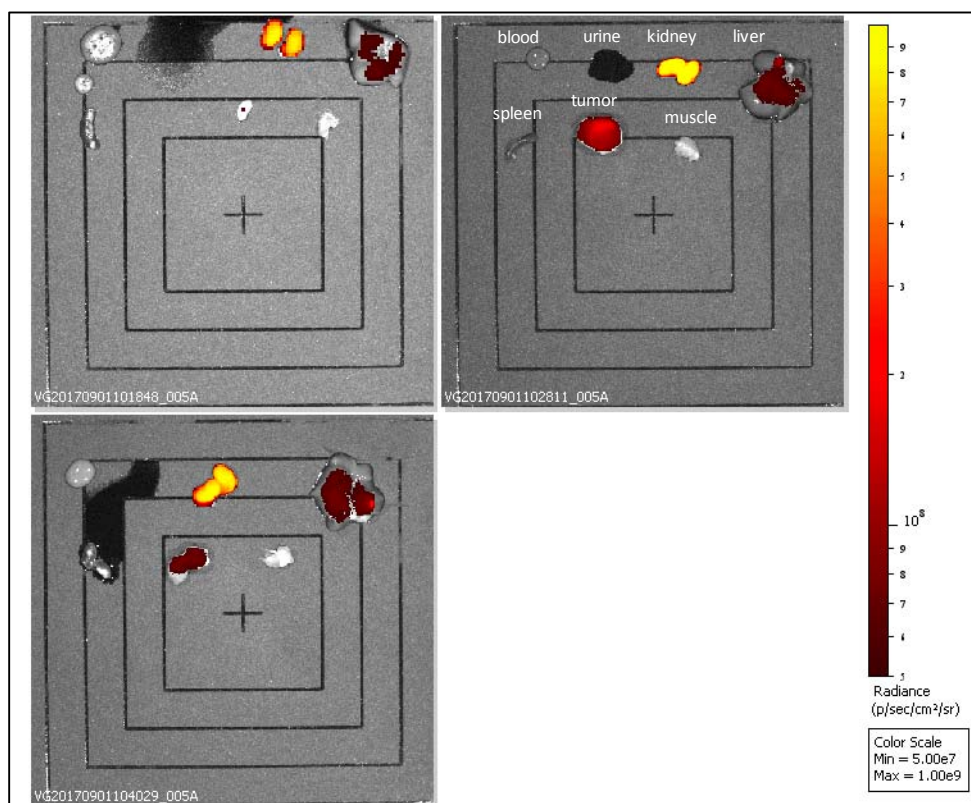 blood urine kidney liver
spleen tumor muscle
VG20170901101848_005A
VG20170901102811_005A
VG20170901104029_005A
9
8
7
6
5
4
3
2
10⁸
9
8
7
6
5
Radiance
(p/sec/cm²/sr)
Color Scale
Min = 5.00e7
Max = 1.00e9